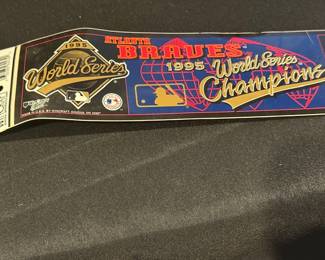 1995
World Series
ATLANTA
BRAVES
1995 World Series
Champions